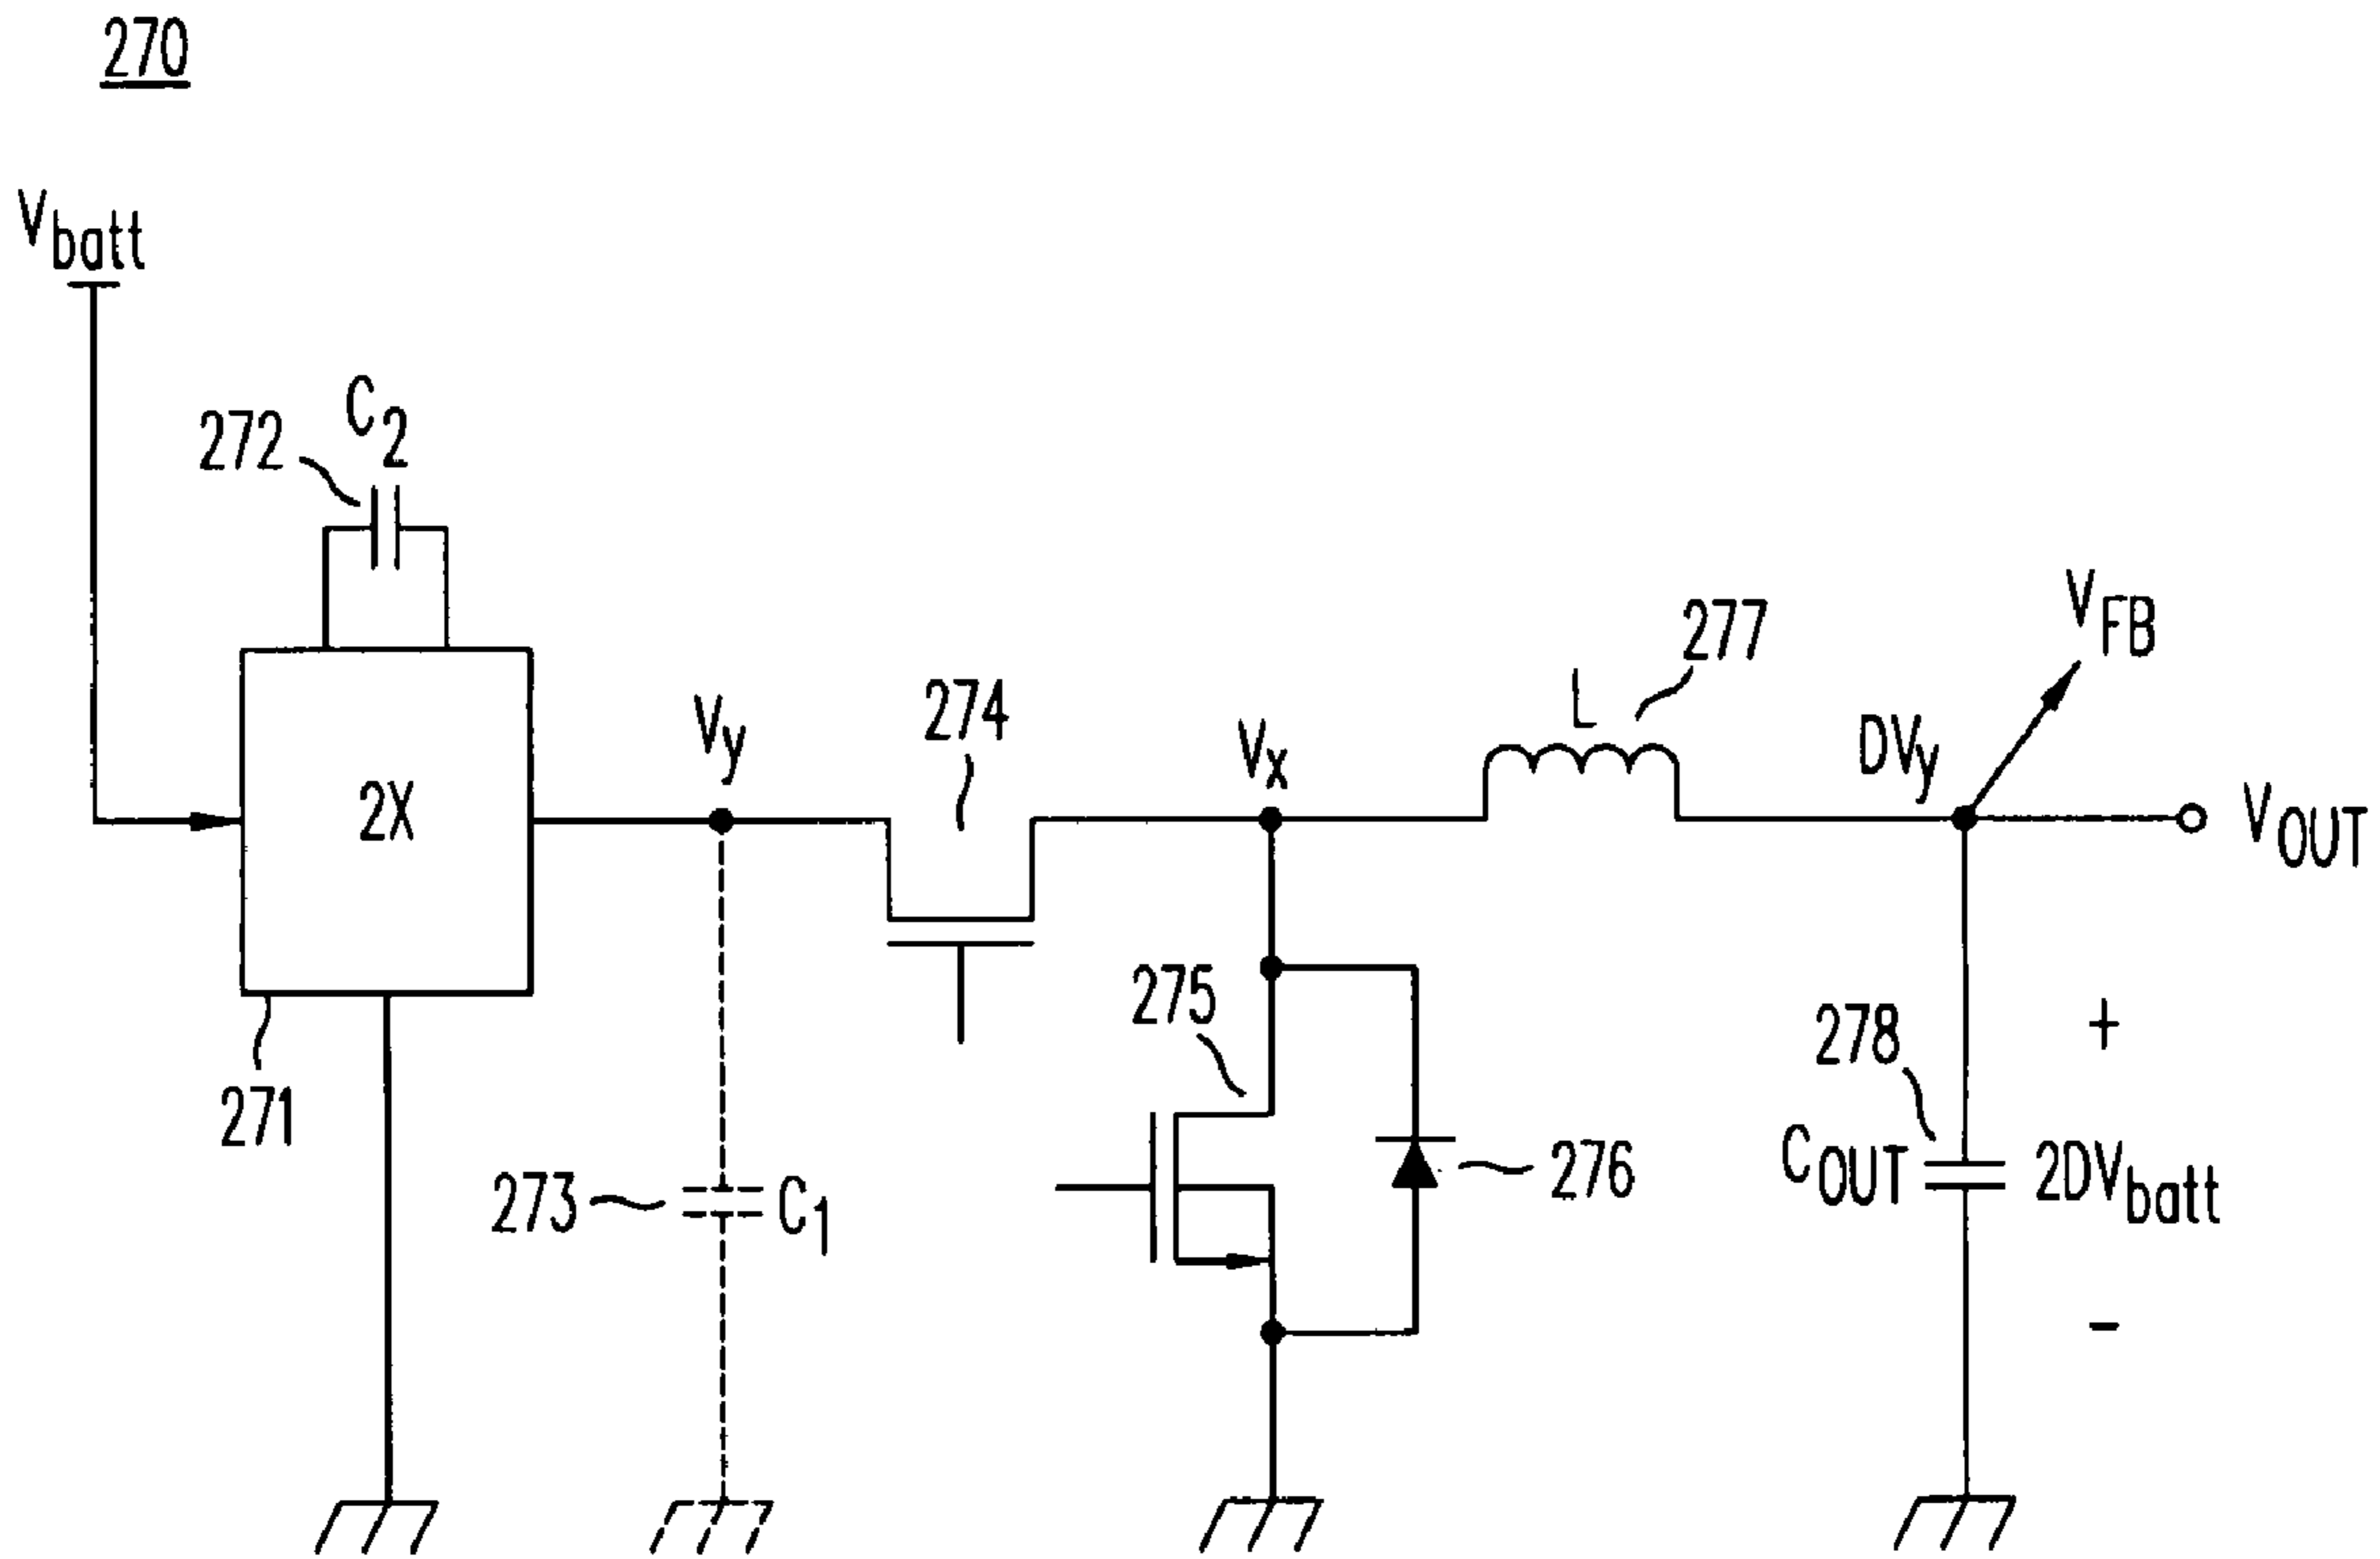 270
Vbatt
C2
272
2X
271
Vy
274
273
C1
Vx
275
276
L
277
DVy
VFB
VOUT
278
COUT
+
2DVbatt
-